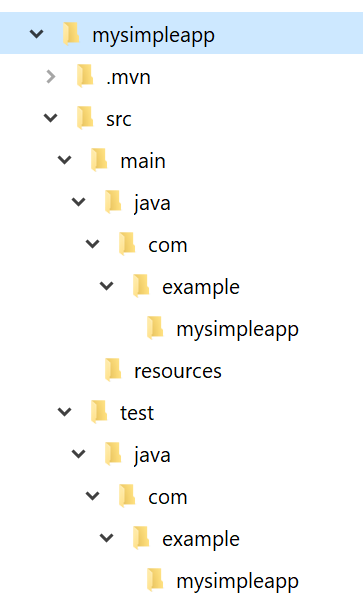 mysimpleapp
.mvn
src
main
java
com
example
mysimpleapp
resources
test
java
com
example
mysimpleapp